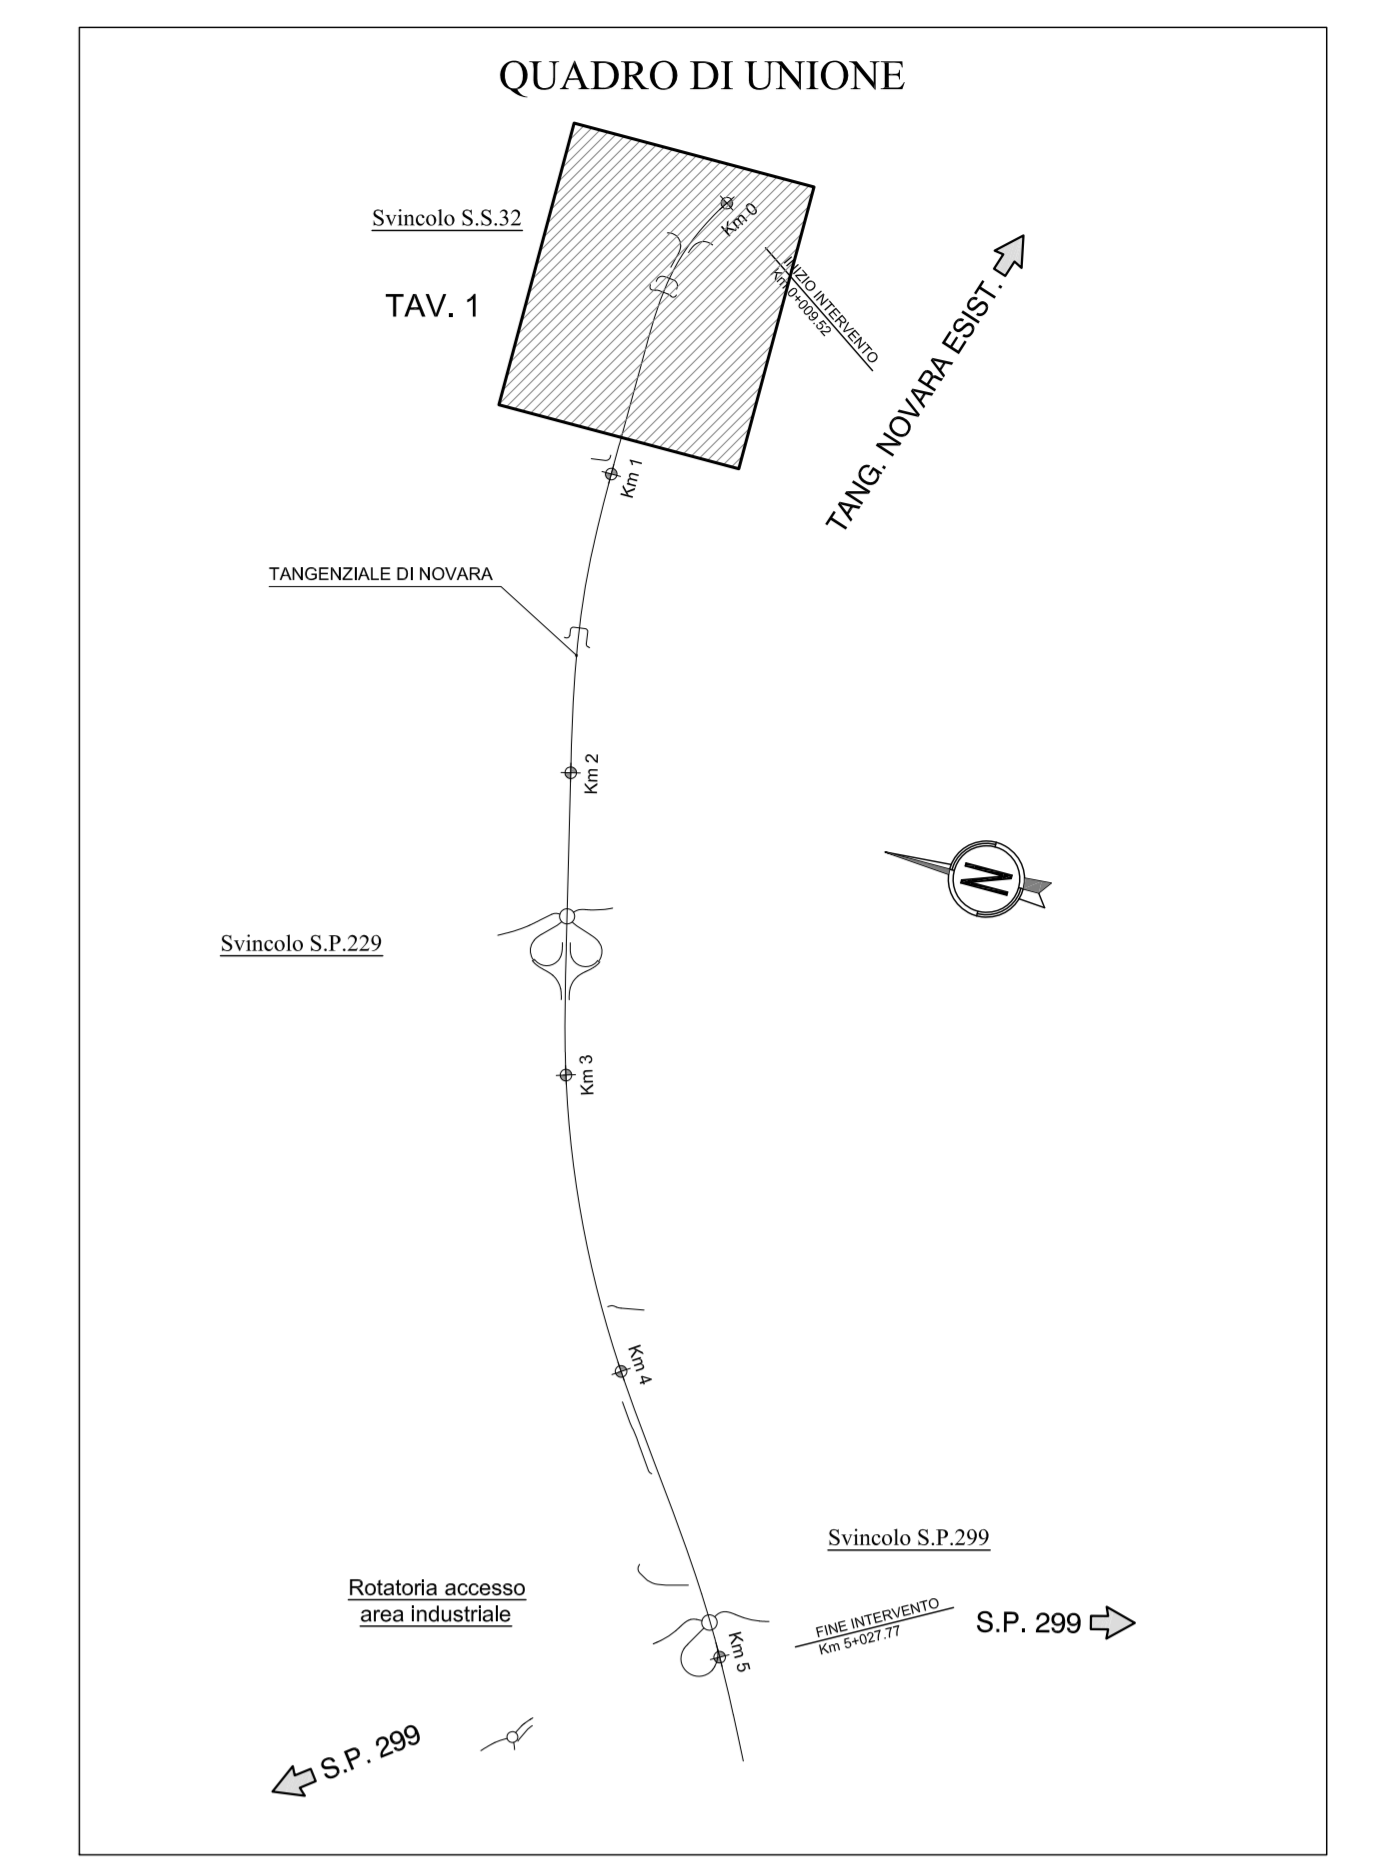 QUADRO DI UNIONE
Svincolo S.S.32
TAV. 1
Km 0
INIZIO INTERVENTO
Km 0+009.52
TANG. NOVARA ESIST.
Km 1
TANGENZIALE DI NOVARA
Km 2
N
Svincolo S.P.229
Km 3
Km 4
Svincolo S.P.299
Rotatoria accesso
area industriale
FINE INTERVENTO
Km 5+027.77
S.P. 299
Km 5
S.P. 299